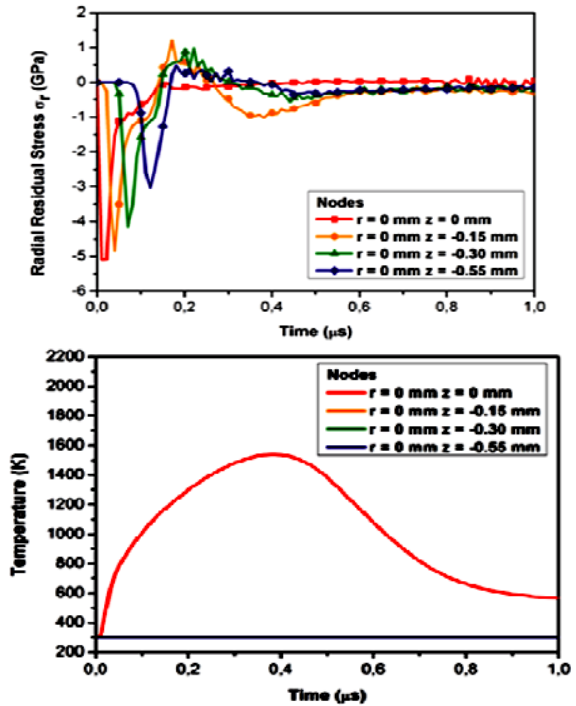 Radial Residual Stress σr (GPa)
2
1
0
-1
-2
-3
-4
-5
-6
Nodes
r = 0 mm z = 0 mm
r = 0 mm z = -0.15 mm
r = 0 mm z = -0.30 mm
r = 0 mm z = -0.55 mm
0,0 0,2 0,4 0,6 0,8 1,0
Time (μs)
Temperature (K)
2200
2000
1800
1600
1400
1200
1000
800
600
400
200
Nodes
r = 0 mm z = 0 mm
r = 0 mm z = -0.15 mm
r = 0 mm z = -0.30 mm
r = 0 mm z = -0.55 mm
0,0 0,2 0,4 0,6 0,8 1,0
Time (μs)